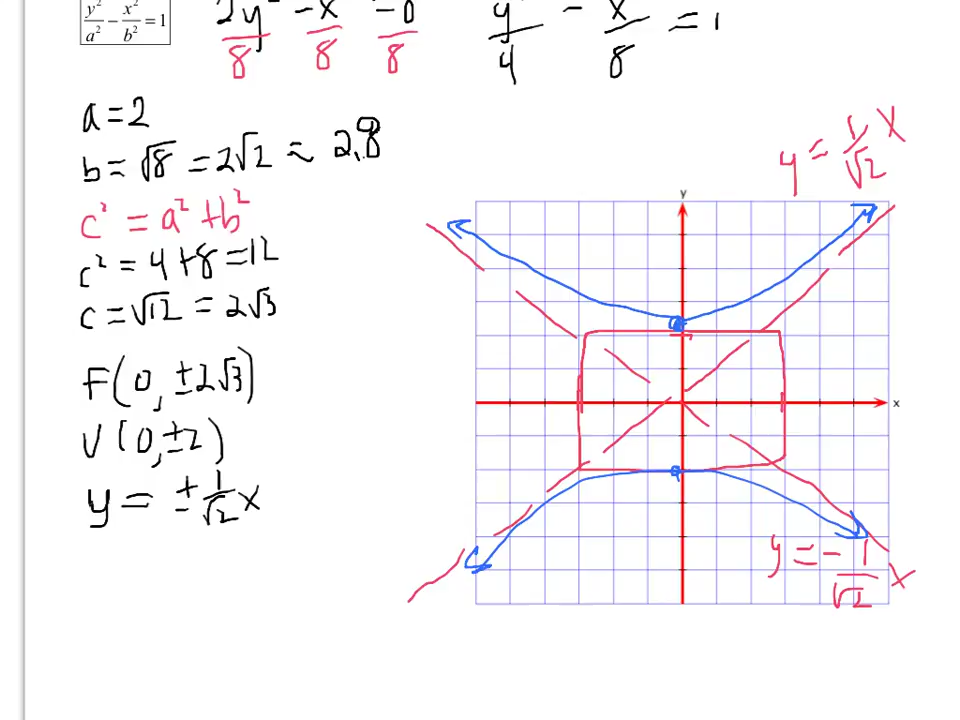 y²/a² − x²/b² = 1
2y² − x = 8
8 8 8
y²/4 − x/8 = 1
a = 2
b = √8 = 2√2 ≈ 2.8
c² = a² + b²
c² = 4 + 8 = 12
c = √12 = 2√3
F(0, ±2√3)
V(0, ±2)
y = ± 1/√2 x
y = 1/√2 x
y
x
y = − 1/√2 x